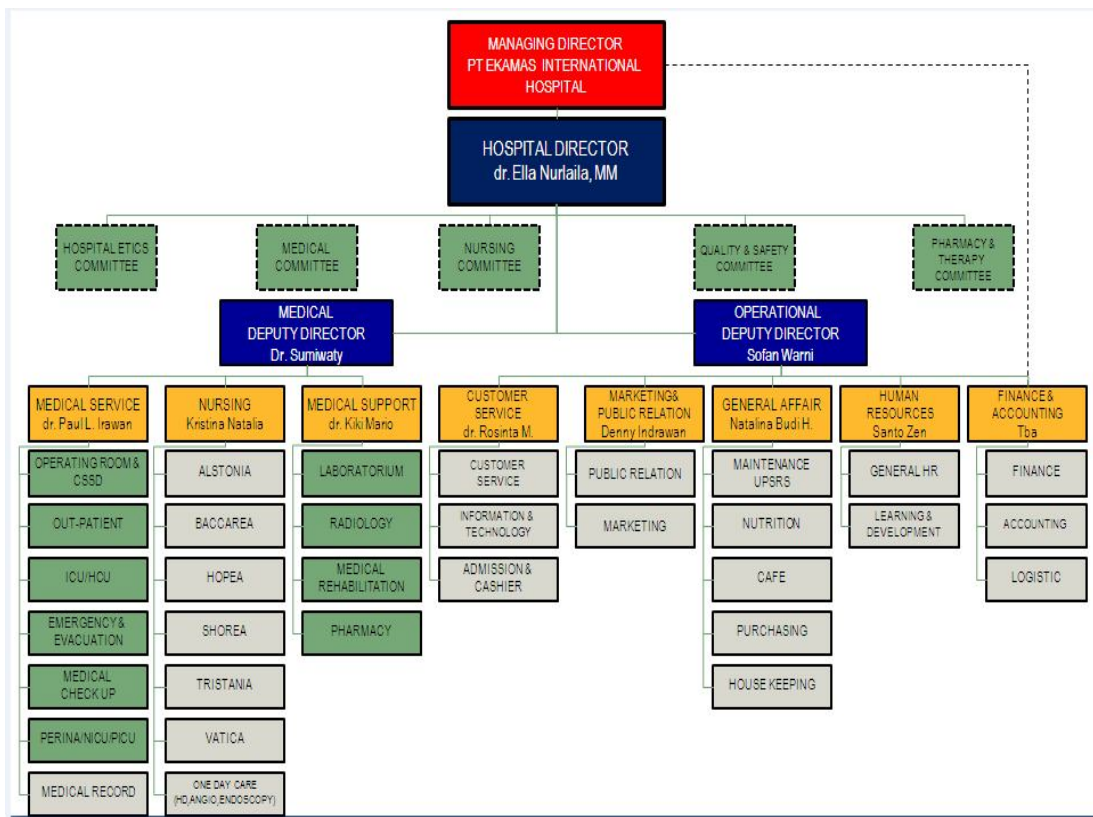 MANAGING DIRECTOR
PT EKAMAS INTERNATIONAL
HOSPITAL
HOSPITAL DIRECTOR
dr. Ella Nurlaila, MM
HOSPITAL ETICS
COMMITTEE
MEDICAL
COMMITTEE
NURSING
COMMITTEE
QUALITY & SAFETY
COMMITTEE
PHARMACY &
THERAPY
COMMITTEE
MEDICAL
DEPUTY DIRECTOR
Dr. Sumiwaty
OPERATIONAL
DEPUTY DIRECTOR
Sofan Warni
MEDICAL SERVICE
dr. Paul L. Irawan
NURSING
Kristina Natalia
MEDICAL SUPPORT
dr. Kiki Mario
CUSTOMER
SERVICE
dr. Rosinta M.
MARKETING&
PUBLIC RELATION
Denny Indrawan
GENERAL AFFAIR
Natalina Budi H.
HUMAN
RESOURCES
Santo Zen
FINANCE &
ACCOUNTING
Tba
OPERATING ROOM &
CSSD
OUT-PATIENT
ICU/HCU
EMERGENCY &
EVACUATION
MEDICAL
CHECK UP
PERINA/NICU/PICU
MEDICAL RECORD
ALSTONIA
BACCAREA
HOPEA
SHOREA
TRISTANIA
VATICA
ONE DAY CARE
(HD,ANGIO,ENDOSCOPY)
LABORATORIUM
RADIOLOGY
MEDICAL
REHABILITATION
PHARMACY
CUSTOMER
SERVICE
INFORMATION &
TECHNOLOGY
ADMISSION &
CASHIER
PUBLIC RELATION
MARKETING
MAINTENANCE
UPSRS
NUTRITION
CAFE
PURCHASING
HOUSE KEEPING
GENERAL HR
LEARNING &
DEVELOPMENT
FINANCE
ACCOUNTING
LOGISTIC